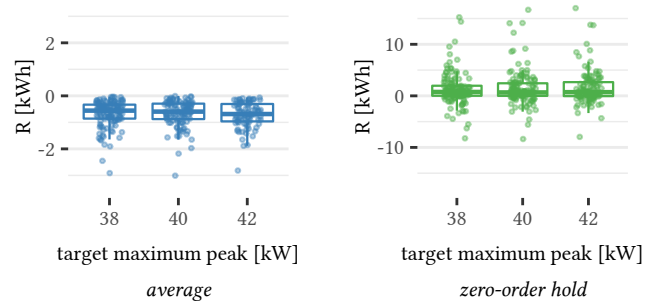 2
0
-2
R [kWh]
38 40 42
target maximum peak [kW]
average
10
0
-10
R [kWh]
38 40 42
target maximum peak [kW]
zero-order hold